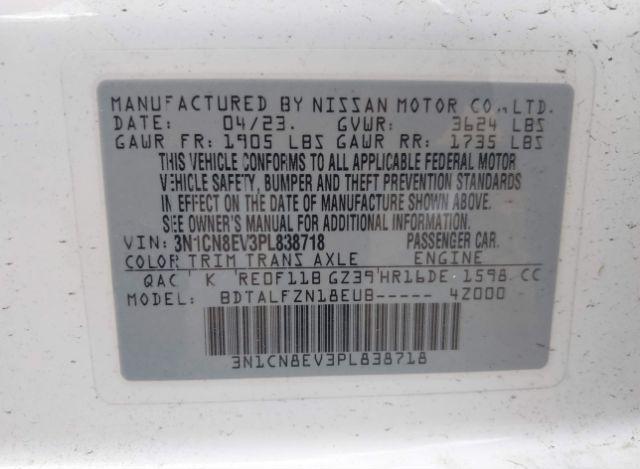 MANUFACTURED BY NISSAN MOTOR CO., LTD.
DATE: 04/23. GVWR: 3624 LBS
GAWR FR: 1905 LBS GAWR RR: 1735 LBS
THIS VEHICLE CONFORMS TO ALL APPLICABLE FEDERAL MOTOR
VEHICLE SAFETY, BUMPER AND THEFT PREVENTION STANDARDS
IN EFFECT ON THE DATE OF MANUFACTURE SHOWN ABOVE.
SEE OWNER'S MANUAL FOR ADDITIONAL INFORMATION.
VIN: 3N1CN8EV3PL838718 PASSENGER CAR.
COLOR TRIM TRANS AXLE ENGINE
QAC K RE0F11B GZ39 HR16DE 1598 CC
MODEL: BDTALFZN18EUB----- 4Z000
3N1CN8EV3PL838718